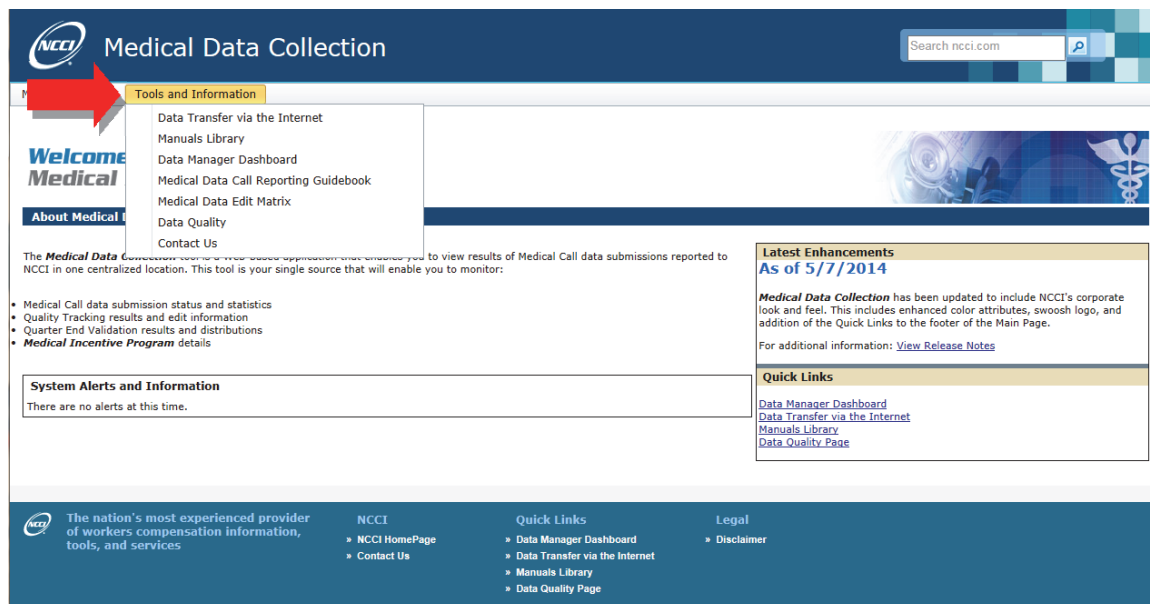 NCCI
Medical Data Collection
Search ncci.com
Tools and Information
Data Transfer via the Internet
Manuals Library
Data Manager Dashboard
Medical Data Call Reporting Guidebook
Medical Data Edit Matrix
Data Quality
Contact Us
Welcome
Medical
About Medical
The Medical Data Collection tool is a web-based application that enables you to view results of Medical Call data submissions reported to
NCCI in one centralized location. This tool is your single source that will enable you to monitor:
• Medical Call data submission status and statistics
• Quality Tracking results and edit information
• Quarter End Validation results and distributions
• Medical Incentive Program details
System Alerts and Information
There are no alerts at this time.
Latest Enhancements
As of 5/7/2014
Medical Data Collection has been updated to include NCCI's corporate
look and feel. This includes enhanced color attributes, swoosh logo, and
addition of the Quick Links to the footer of the Main Page.
For additional information: View Release Notes
Quick Links
Data Manager Dashboard
Data Transfer via the Internet
Manuals Library
Data Quality Page
NCCI
The nation's most experienced provider
of workers compensation information,
tools, and services
NCCI
» NCCI HomePage
» Contact Us
Quick Links
» Data Manager Dashboard
» Data Transfer via the Internet
» Manuals Library
» Data Quality Page
Legal
» Disclaimer